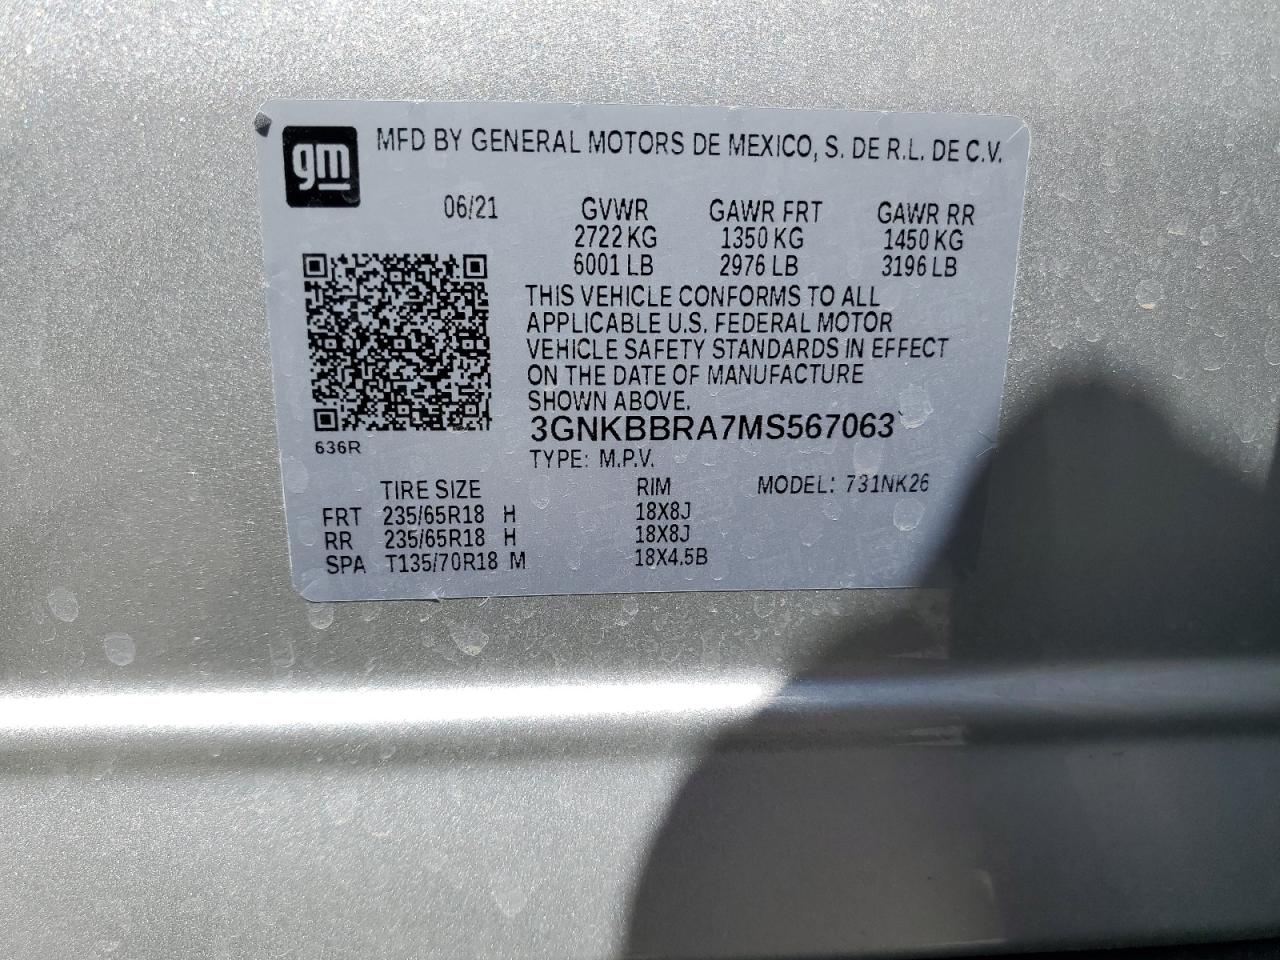 gm MFD BY GENERAL MOTORS DE MEXICO, S. DE R.L. DE C.V.
06/21 GVWR GAWR FRT GAWR RR
2722 KG 1350 KG 1450 KG
6001 LB 2976 LB 3196 LB
THIS VEHICLE CONFORMS TO ALL
APPLICABLE U.S. FEDERAL MOTOR
VEHICLE SAFETY STANDARDS IN EFFECT
ON THE DATE OF MANUFACTURE
SHOWN ABOVE.
3GNKBBRA7MS567063
636R
TYPE: M.P.V.
TIRE SIZE RIM MODEL: 731NK26
FRT 235/65R18 H 18X8J
RR 235/65R18 H 18X8J
SPA T135/70R18 M 18X4.5B